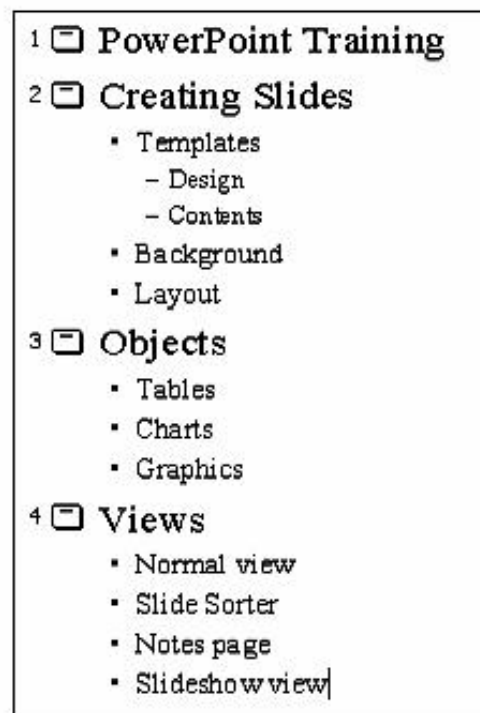 1 PowerPoint Training
2 Creating Slides
▪ Templates
– Design
– Contents
▪ Background
▪ Layout
3 Objects
▪ Tables
▪ Charts
▪ Graphics
4 Views
▪ Normal view
▪ Slide Sorter
▪ Notes page
▪ Slideshow view